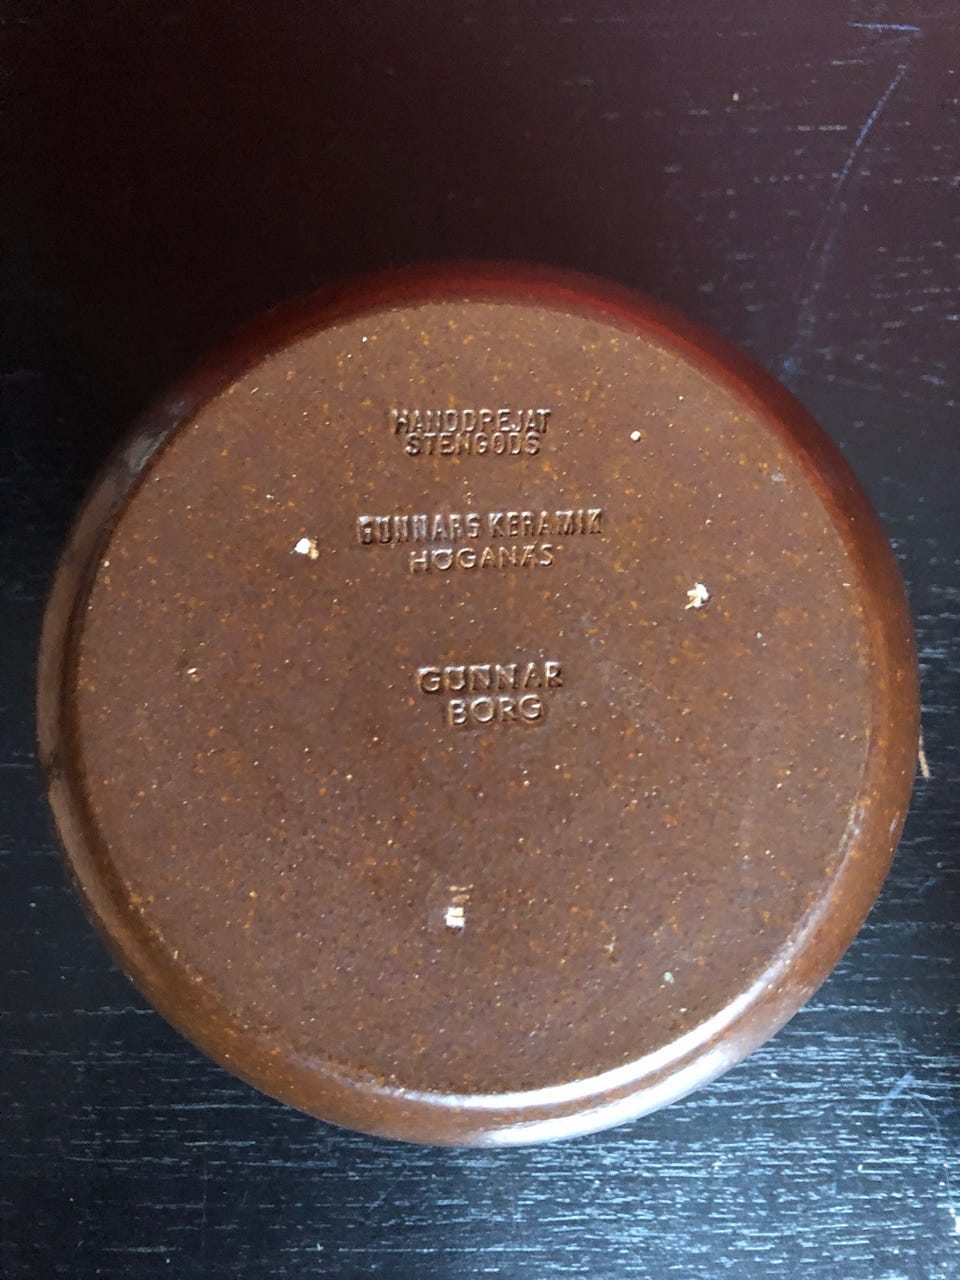 HANDDREJAT
STENGODS
GUNNARS KERAMIK
HÖGANÄS
GUNNAR
BORG